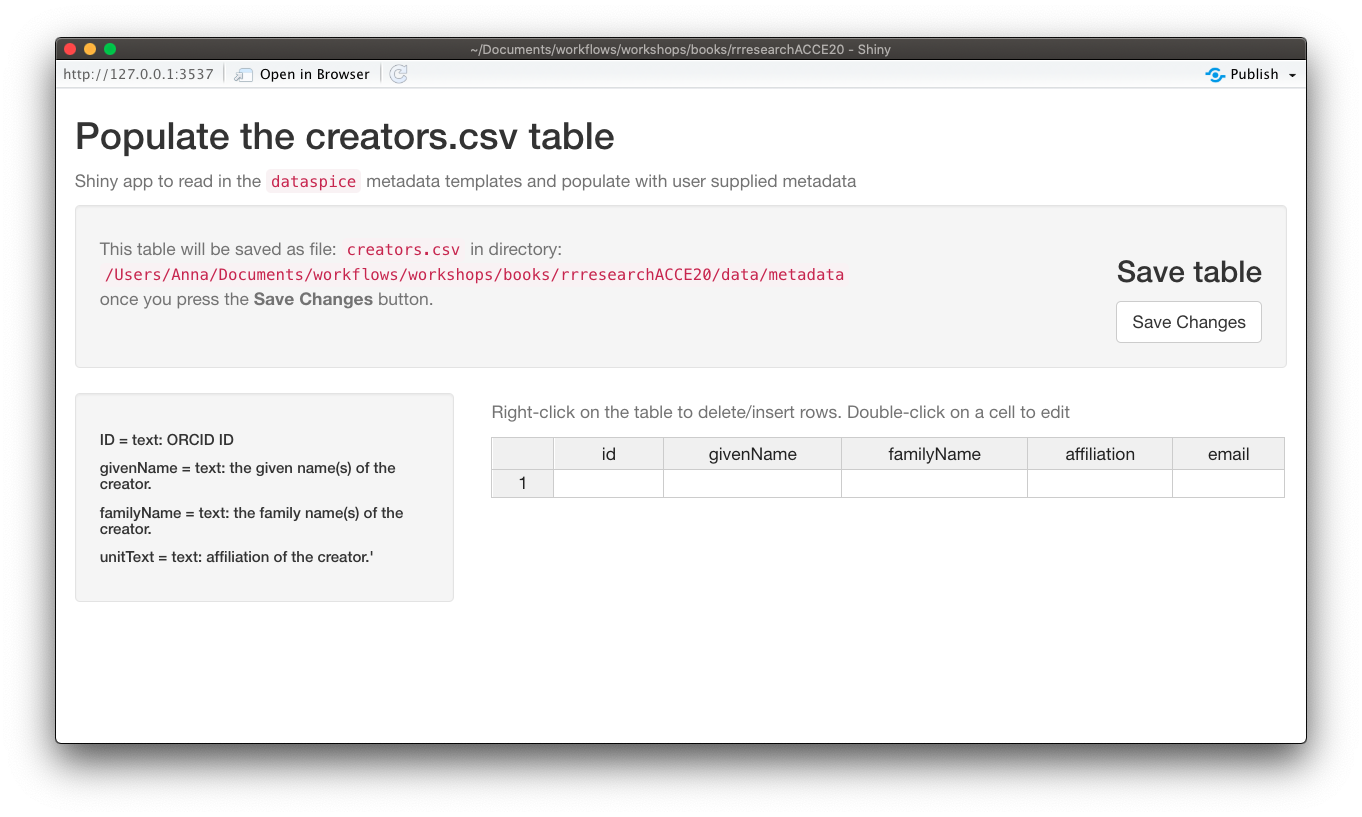 ~/Documents/workflows/workshops/books/rrresearchACCE20 - Shiny
http://127.0.0.1:3537 Open in Browser Publish
Populate the creators.csv table
Shiny app to read in the dataspice metadata templates and populate with user supplied metadata
This table will be saved as file: creators.csv in directory:
/Users/Anna/Documents/workflows/workshops/books/rrresearchACCE20/data/metadata
once you press the Save Changes button.
Save table
Save Changes
ID = text: ORCID ID
givenName = text: the given name(s) of the
creator.
familyName = text: the family name(s) of the
creator.
unitText = text: affiliation of the creator.'
Right-click on the table to delete/insert rows. Double-click on a cell to edit
id givenName familyName affiliation email
1